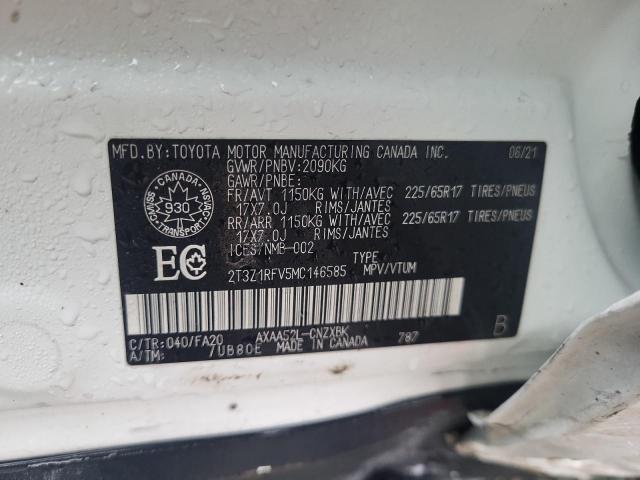 MFD.BY:TOYOTA MOTOR MANUFACTURING CANADA INC. 06/21
GVWR/PNBV:2090KG
GAWR/PNBE:
FR/AVT 1150KG WITH/AVEC 225/65R17 TIRES/PNEUS
17X7.0J RIMS/JANTES
RR/ARR 1150KG WITH/AVEC 225/65R17 TIRES/PNEUS
17X7.0J RIMS/JANTES
ICES/NMB-002
TYPE
2T3Z1RFV5MC146585 MPV/VTUM
CANADA
930
TRANSPORT
EC
C/TR:040/FA20 AXAA52L-CNZXBK 787 B
A/TM: /UB80E MADE IN CANADA